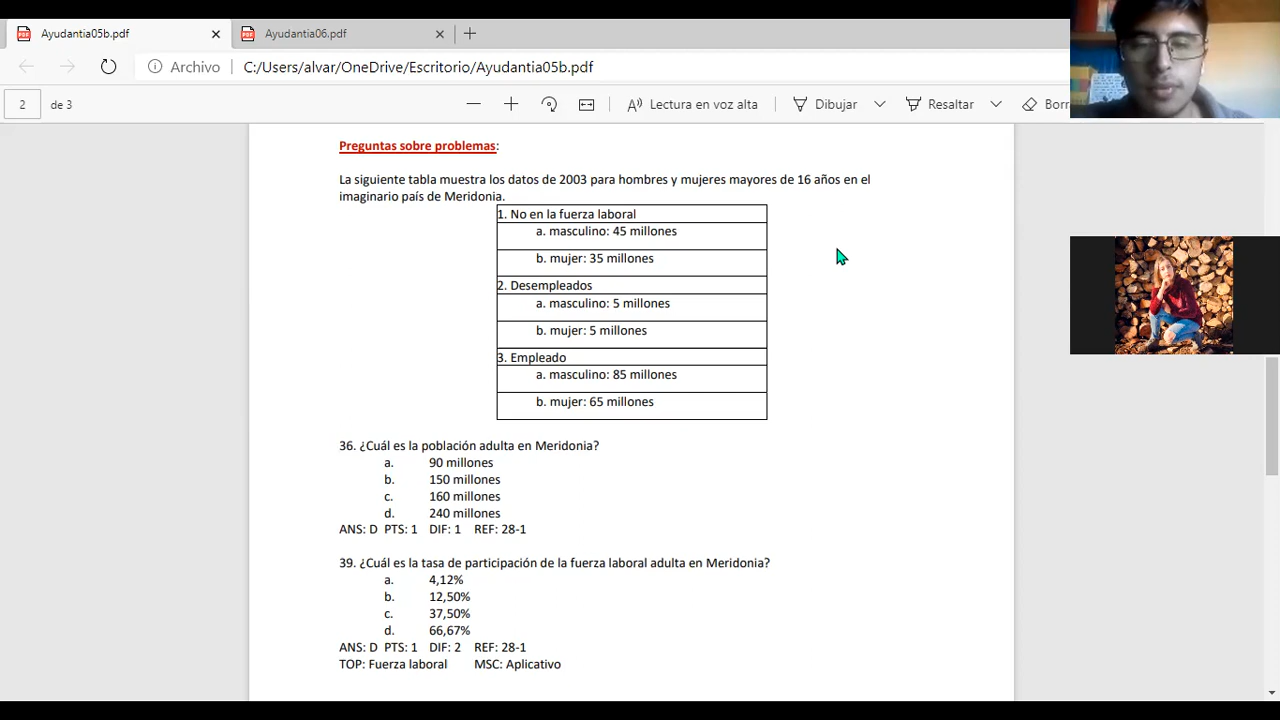 Ayudantia05b.pdf
Ayudantia06.pdf
Archivo C:/Users/alvar/OneDrive/Escritorio/Ayudantia05b.pdf
2 de 3 Lectura en voz alta Dibujar Resaltar Borr
Preguntas sobre problemas:
La siguiente tabla muestra los datos de 2003 para hombres y mujeres mayores de 16 años en el
imaginario país de Meridonia.
1. No en la fuerza laboral
a. masculino: 45 millones
b. mujer: 35 millones
2. Desempleados
a. masculino: 5 millones
b. mujer: 5 millones
3. Empleado
a. masculino: 85 millones
b. mujer: 65 millones
36. ¿Cuál es la población adulta en Meridonia?
a. 90 millones
b. 150 millones
c. 160 millones
d. 240 millones
ANS: D PTS: 1 DIF: 1 REF: 28-1
39. ¿Cuál es la tasa de participación de la fuerza laboral adulta en Meridonia?
a. 4,12%
b. 12,50%
c. 37,50%
d. 66,67%
ANS: D PTS: 1 DIF: 2 REF: 28-1
TOP: Fuerza laboral MSC: Aplicativo